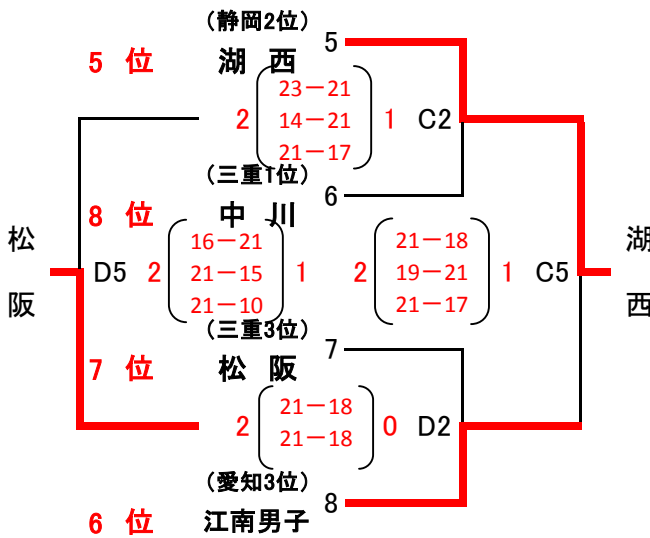 (静岡2位)
5
5 位
湖 西
2
23-21
14-21
21-17
1
C2
(三重1位)
6
8 位
中 川
松
阪
D5
2
16-21
21-15
21-10
1
2
21-18
19-21
21-17
1
C5
湖
西
(三重3位)
7
7 位
松 阪
2
21-18
21-18
0
D2
(愛知3位)
8
6 位
江南男子